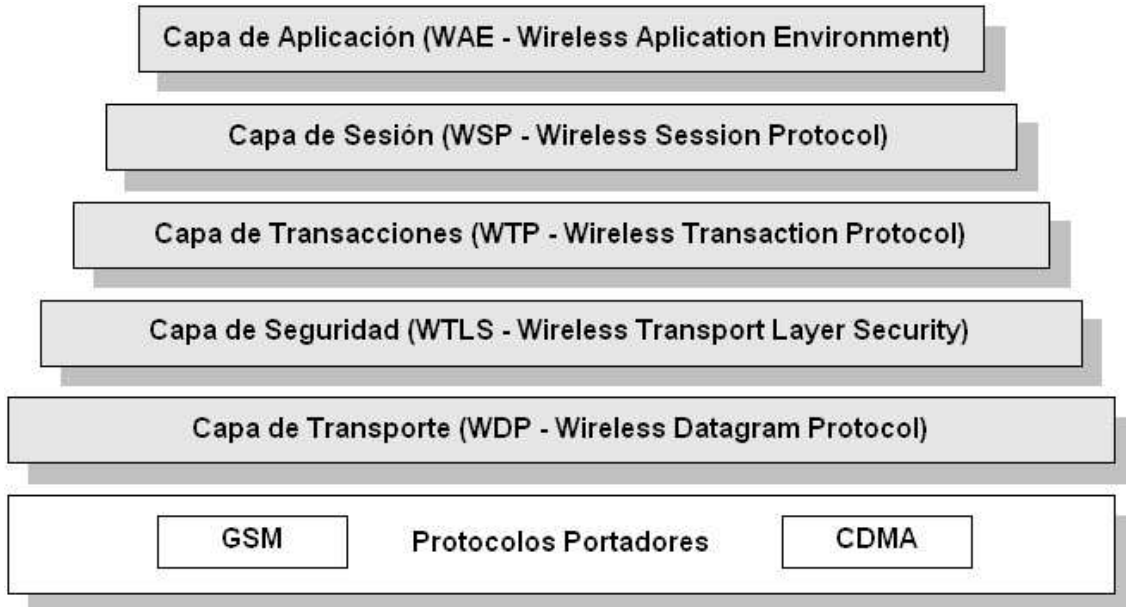 Capa de Aplicación (WAE - Wireless Aplication Environment)
Capa de Sesión (WSP - Wireless Session Protocol)
Capa de Transacciones (WTP - Wireless Transaction Protocol)
Capa de Seguridad (WTLS - Wireless Transport Layer Security)
Capa de Transporte (WDP - Wireless Datagram Protocol)
GSM
Protocolos Portadores
CDMA